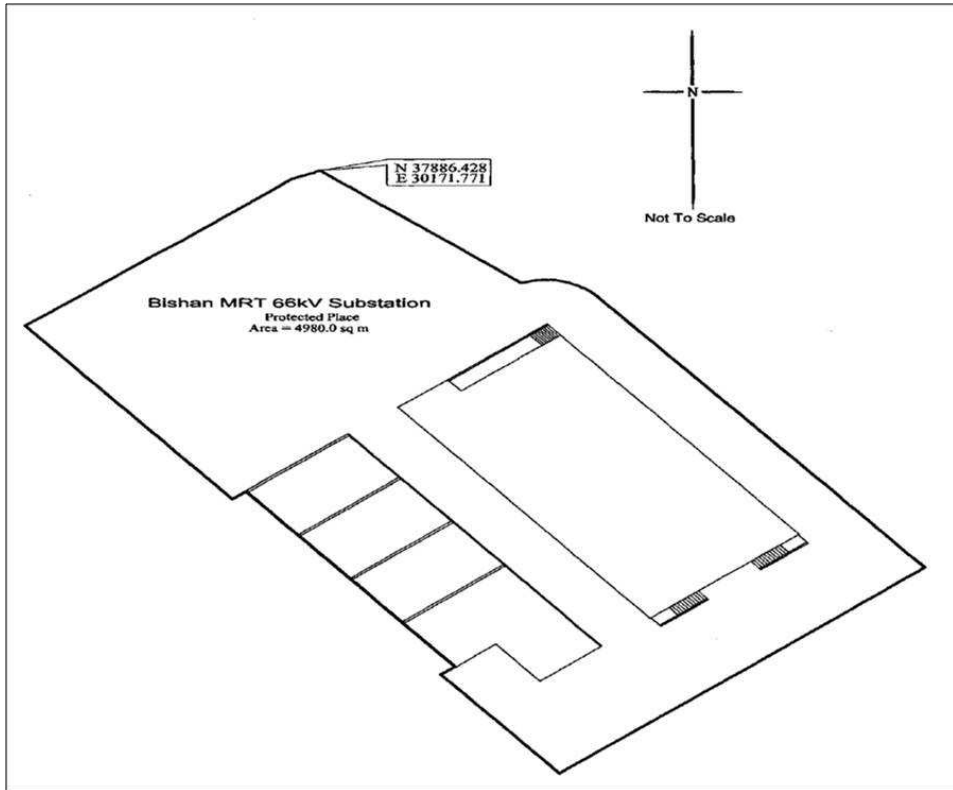 N
Not To Scale
N 37886.428
E 30171.771
Bishan MRT 66kV Substation
Protected Place
Area = 4980.0 sq m